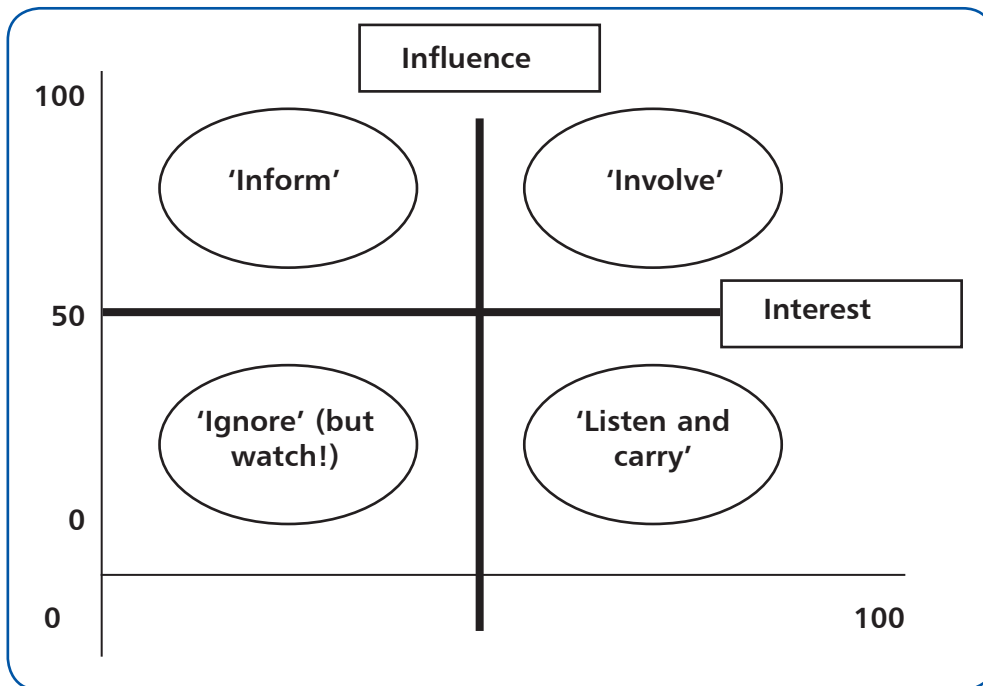 Influence
100
‘Inform’
‘Involve’
50
Interest
‘Ignore’ (but
watch!)
‘Listen and
carry’
0
0
100